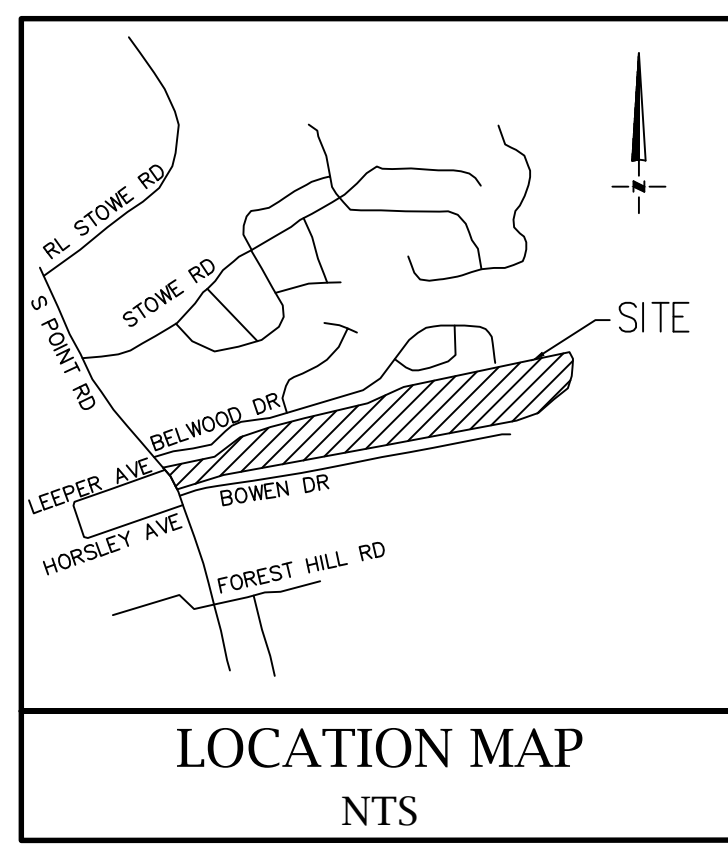 RL STOWE RD
N
STOWE RD
SITE
S POINT RD
BELWOOD DR
LEEPER AVE
BOWEN DR
HORSLEY AVE
FOREST HILL RD
LOCATION MAP
NTS